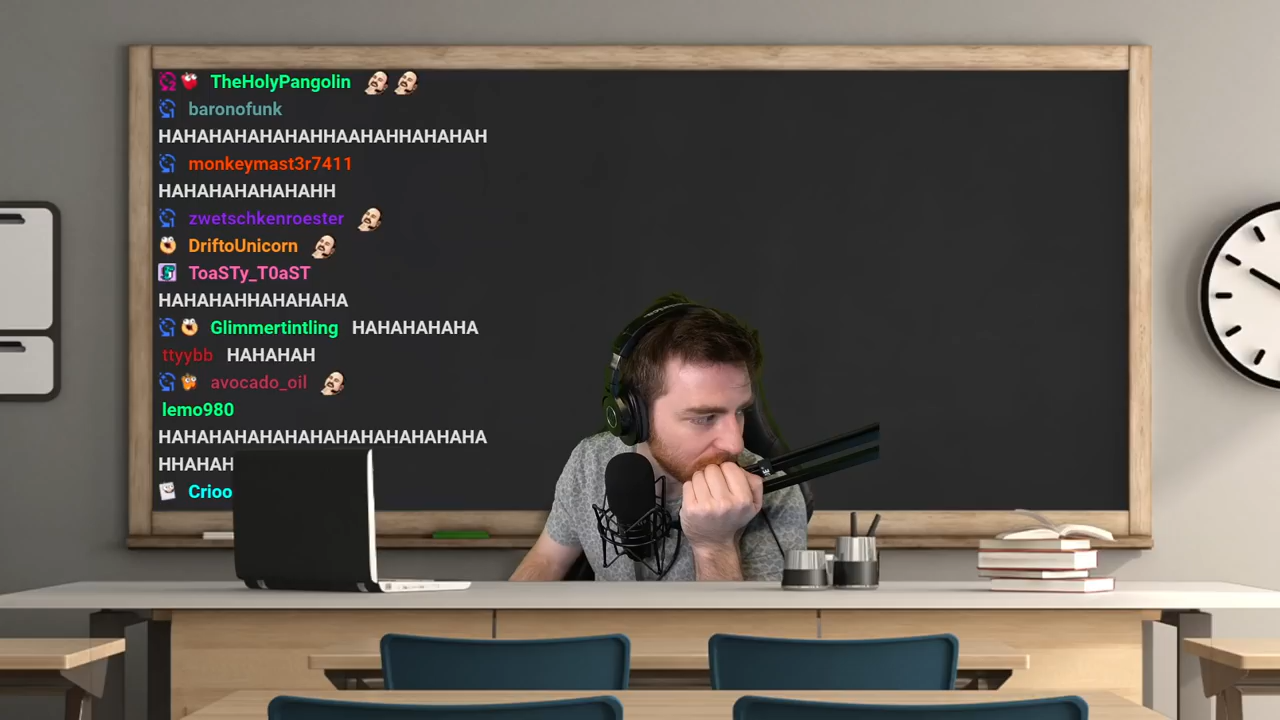 TheHolyPangolin
baronofunk
HAHAHAHAHAHAHHAAHAHHAHAHAH
monkeymast3r7411
HAHAHAHAHAHAHH
zwetschkenroester
DriftoUnicorn
ToaSTy_T0aST
HAHAHAHHAHAHAHA
Glimmertintling HAHAHAHAHA
ttyybb HAHAHAH
avocado_oil
lemo980
HAHAHAHAHAHAHAHAHAHAHAHAHA
HHAHAH
Crioo